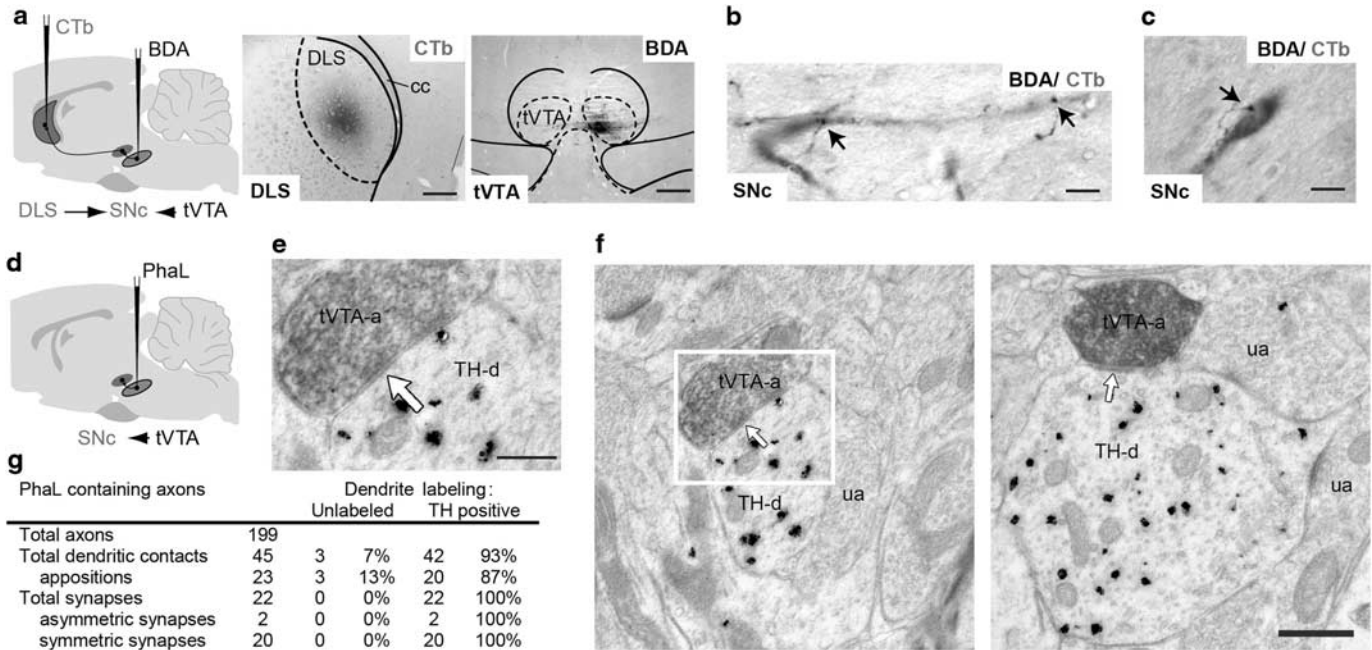 a
CTb
BDA
DLS SNc tVTA
DLS
CTb
cc
DLS
BDA
tVTA
tVTA
b
BDA/ CTb
SNc
c
BDA/ CTb
SNc
d
PhaL
SNc tVTA
e
tVTA-a
TH-d
f
tVTA-a
TH-d
ua
tVTA-a
ua
TH-d
ua
g
PhaL containing axons Dendrite labeling:
Unlabeled TH positive
Total axons 199
Total dendritic contacts 45 3 7% 42 93%
appositions 23 3 13% 20 87%
Total synapses 22 0 0% 22 100%
asymmetric synapses 2 0 0% 2 100%
symmetric synapses 20 0 0% 20 100%